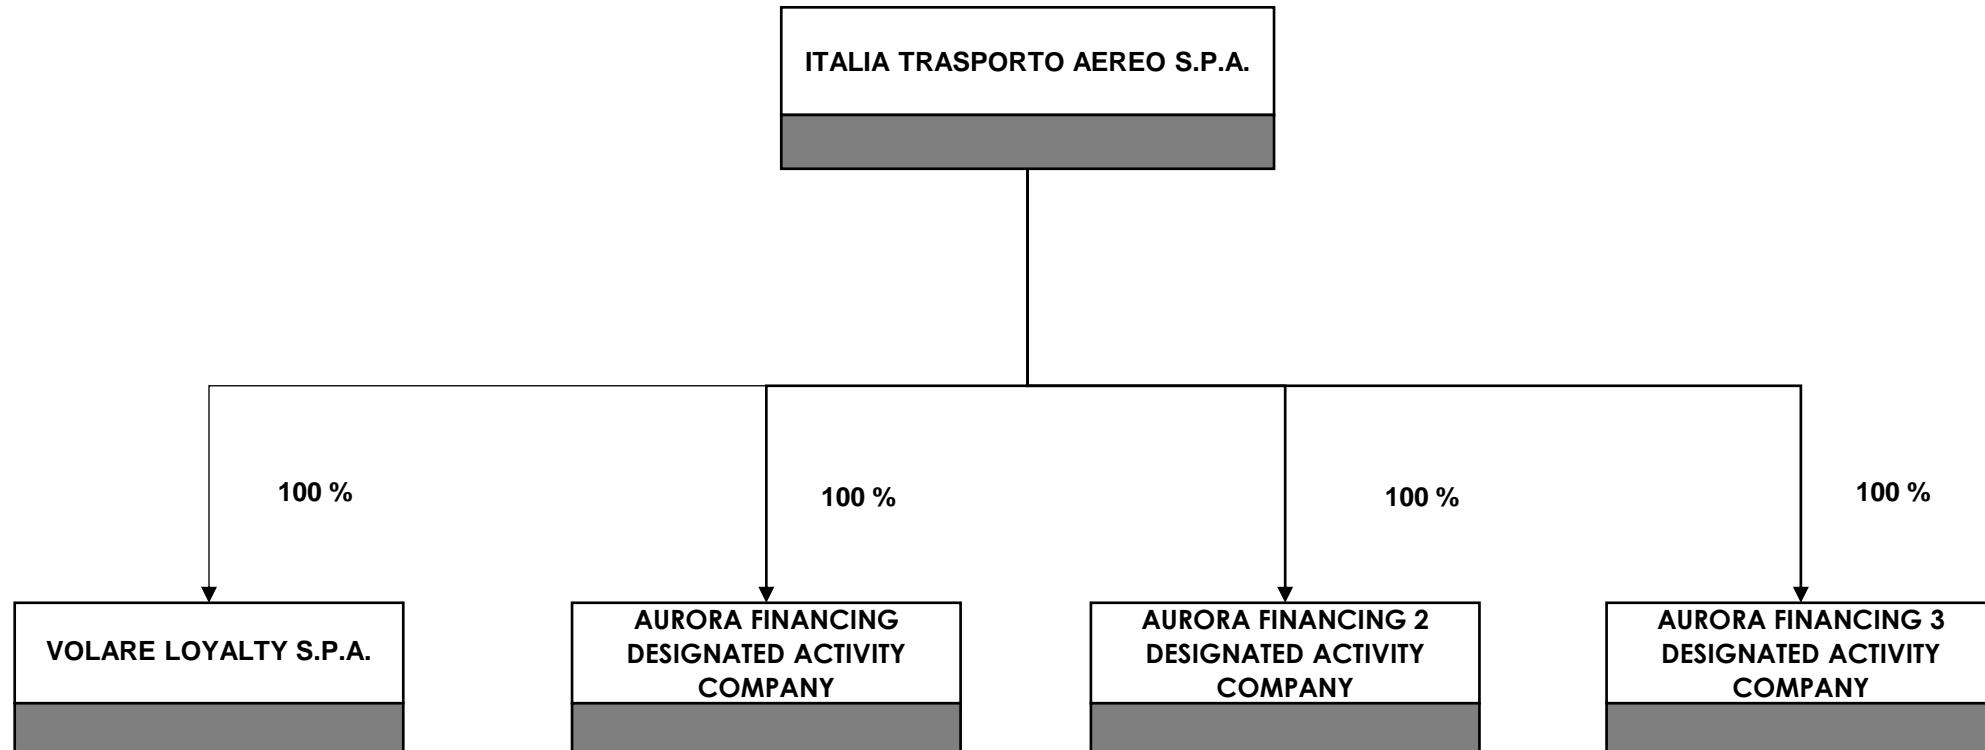 ITALIA TRASPORTO AEREO S.P.A.
100 %
100 %
100 %
100 %
VOLARE LOYALTY S.P.A.
AURORA FINANCING
DESIGNATED ACTIVITY
COMPANY
AURORA FINANCING 2
DESIGNATED ACTIVITY
COMPANY
AURORA FINANCING 3
DESIGNATED ACTIVITY
COMPANY